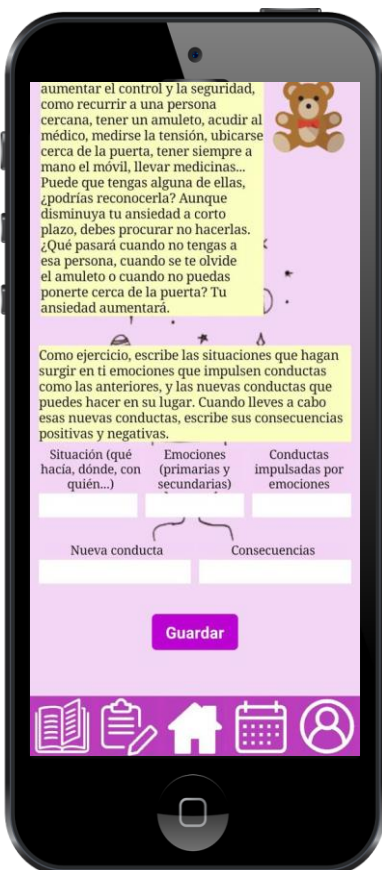 aumentar el control y la seguridad,
como recurrir a una persona
cercana, tener un amuleto, acudir al
médico, medirse la tensión, ubicarse
cerca de la puerta, tener siempre a
mano el móvil, llevar medicinas...
Puede que tengas alguna de ellas,
¿podrías reconocerla? Aunque
disminuya tu ansiedad a corto
plazo, debes procurar no hacerlas.
¿Qué pasará cuando no tengas a
esa persona, cuando se te olvide
el amuleto o cuando no puedas
ponerte cerca de la puerta? Tu
ansiedad aumentará.
Como ejercicio, escribe las situaciones que hagan
surgir en ti emociones que impulsen conductas
como las anteriores, y las nuevas conductas que
puedes hacer en su lugar. Cuando lleves a cabo
esas nuevas conductas, escribe sus consecuencias
positivas y negativas.
Situación (qué
hacía, dónde, con
quién...)
Emociones
(primarias y
secundarias)
Conductas
impulsadas por
emociones
Nueva conducta
Consecuencias
Guardar